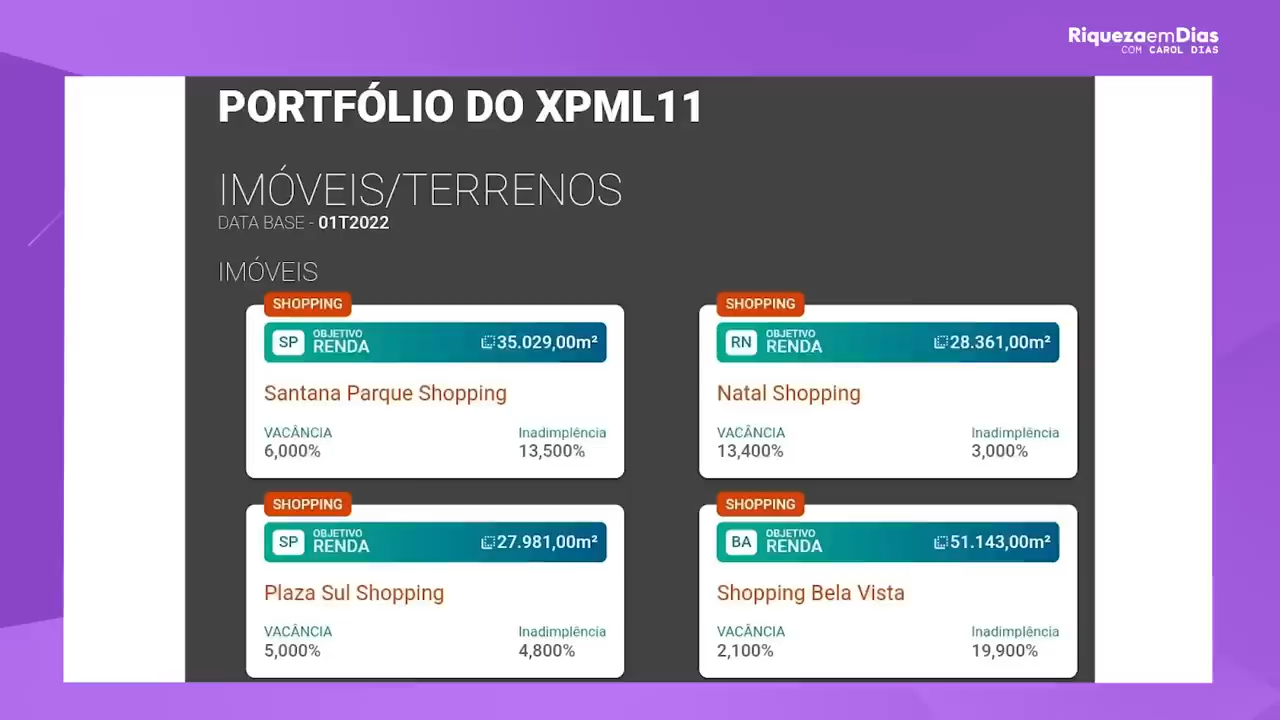 RiquezaemDias
COM CAROL DIAS
PORTFÓLIO DO XPML11
IMÓVEIS/TERRENOS
DATA BASE - 01T2022
IMÓVEIS
SHOPPING
SP OBJETIVO RENDA 35.029,00m²
Santana Parque Shopping
VACÂNCIA Inadimplência
6,000% 13,500%
SHOPPING
RN OBJETIVO RENDA 28.361,00m²
Natal Shopping
VACÂNCIA Inadimplência
13,400% 3,000%
SHOPPING
SP OBJETIVO RENDA 27.981,00m²
Plaza Sul Shopping
VACÂNCIA Inadimplência
5,000% 4,800%
SHOPPING
BA OBJETIVO RENDA 51.143,00m²
Shopping Bela Vista
VACÂNCIA Inadimplência
2,100% 19,900%